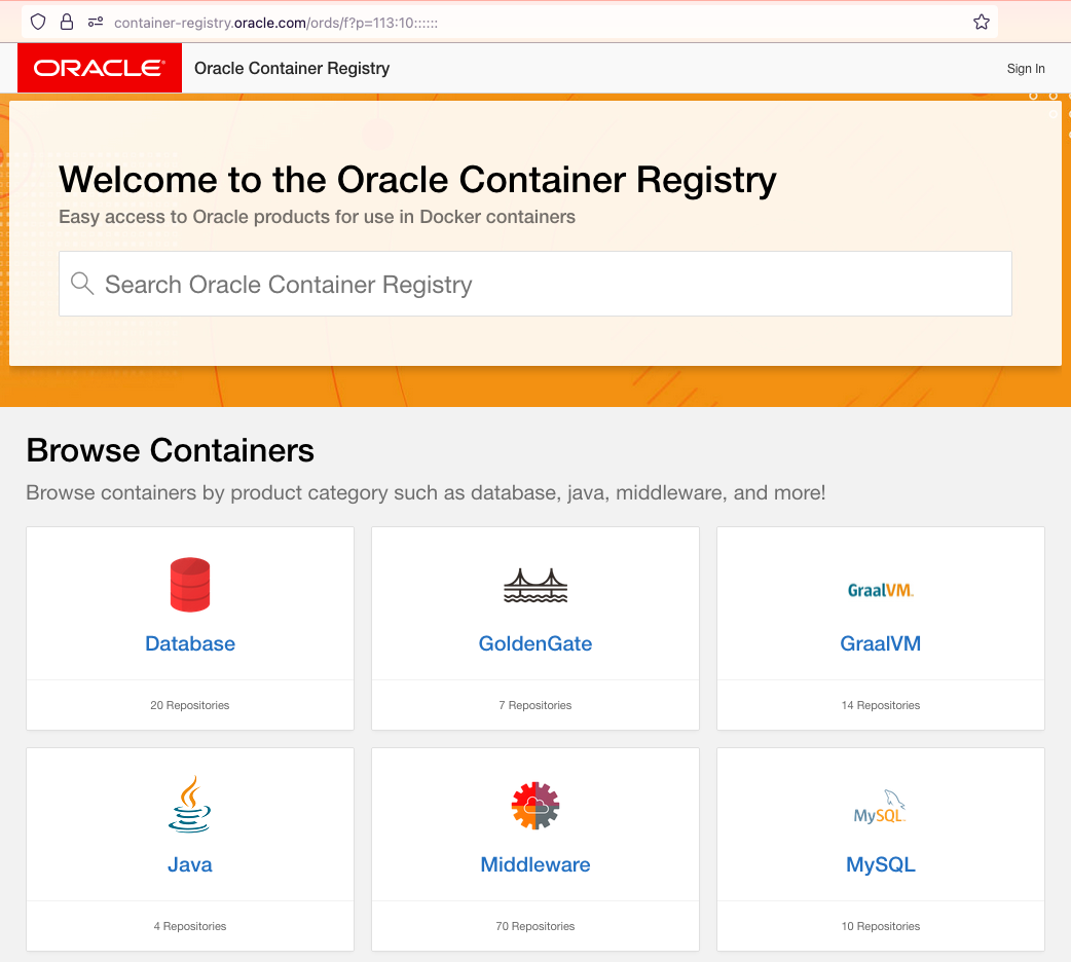 container-registry.oracle.com/ords/f?p=113:10::::::
ORACLE Oracle Container Registry Sign In
Welcome to the Oracle Container Registry
Easy access to Oracle products for use in Docker containers
Search Oracle Container Registry
Browse Containers
Browse containers by product category such as database, java, middleware, and more!
Database
20 Repositories
GoldenGate
7 Repositories
GraalVM
GraalVM
14 Repositories
Java
4 Repositories
Middleware
70 Repositories
MySQL
MySQL
10 Repositories